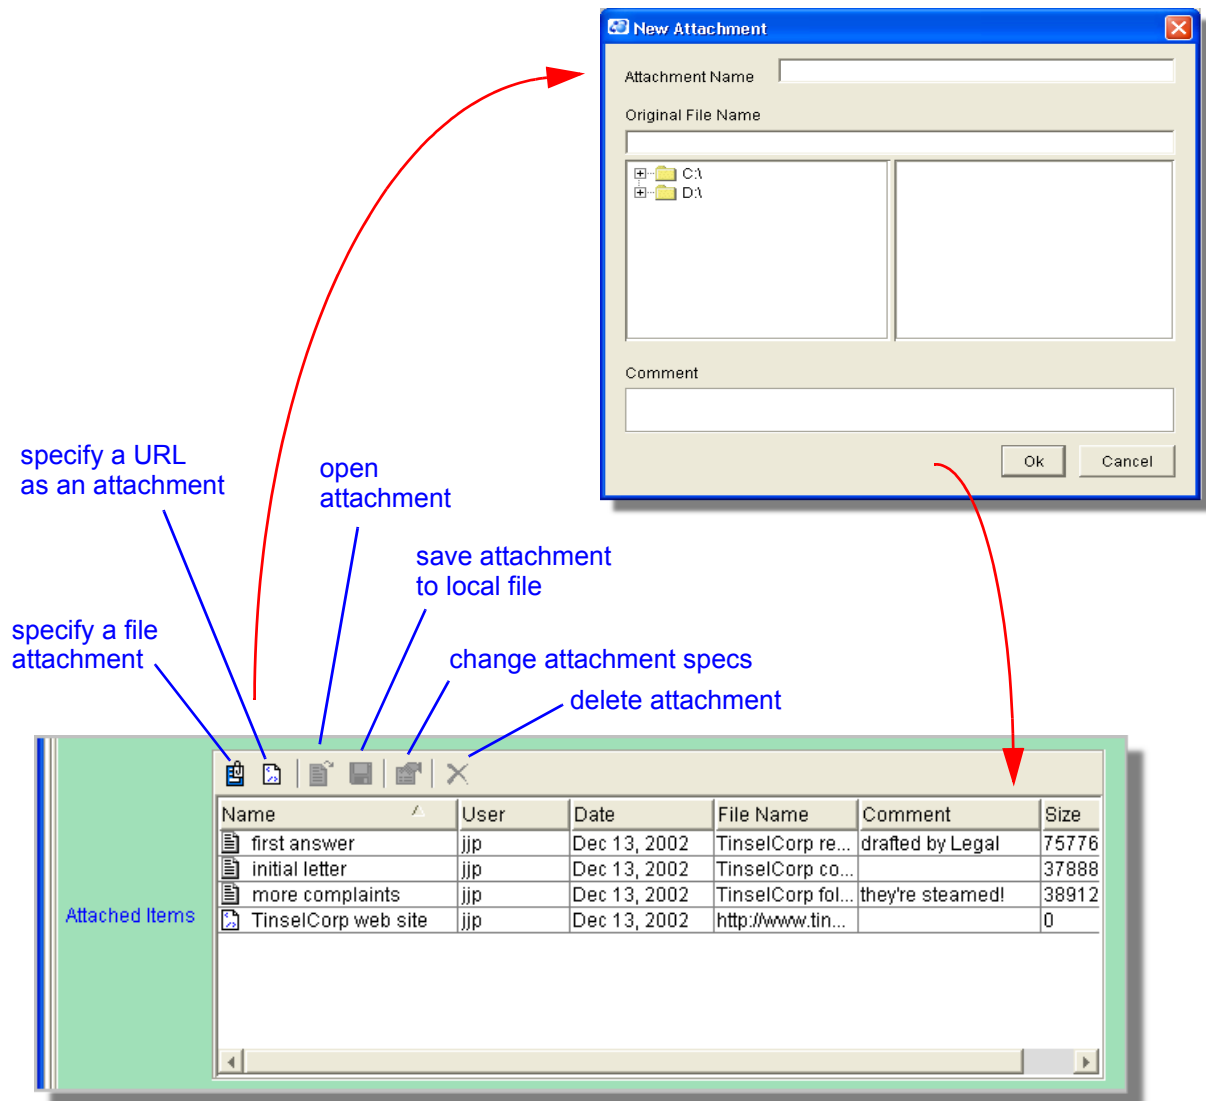 New Attachment
Attachment Name
Original File Name
C:\
D:\
Comment
Ok Cancel
specify a URL
as an attachment
open
attachment
save attachment
to local file
specify a file
attachment
change attachment specs
delete attachment
Attached Items
Name User Date File Name Comment Size
first answer jjp Dec 13, 2002 TinselCorp re... drafted by Legal 75776
initial letter jjp Dec 13, 2002 TinselCorp co... 37888
more complaints jjp Dec 13, 2002 TinselCorp fol... they're steamed! 38912
TinselCorp web site jjp Dec 13, 2002 http://www.tin... 0